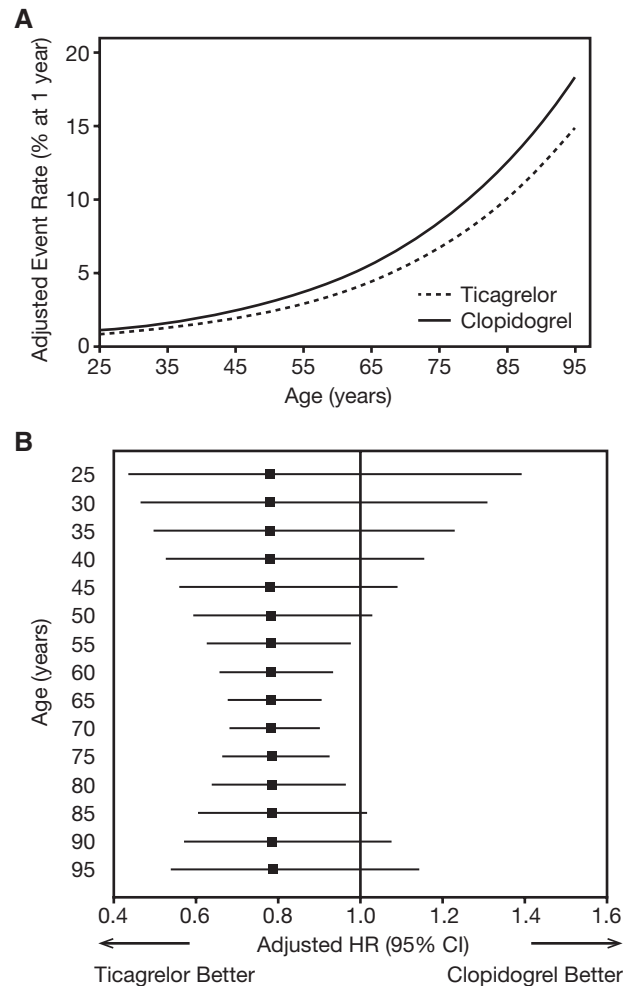 A
Adjusted Event Rate (% at 1 year)
20
15
10
5
0
Ticagrelor
Clopidogrel
25 35 45 55 65 75 85 95
Age (years)
B
Age (years)
25
30
35
40
45
50
55
60
65
70
75
80
85
90
95
0.4 0.6 0.8 1.0 1.2 1.4 1.6
Adjusted HR (95% CI)
Ticagrelor Better Clopidogrel Better